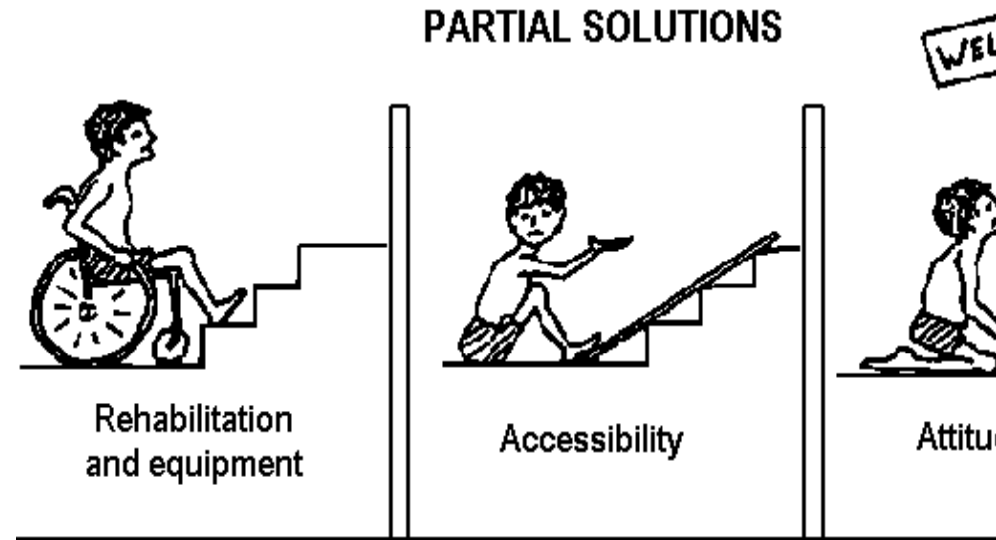 PARTIAL SOLUTIONS
Rehabilitation
and equipment
Accessibility